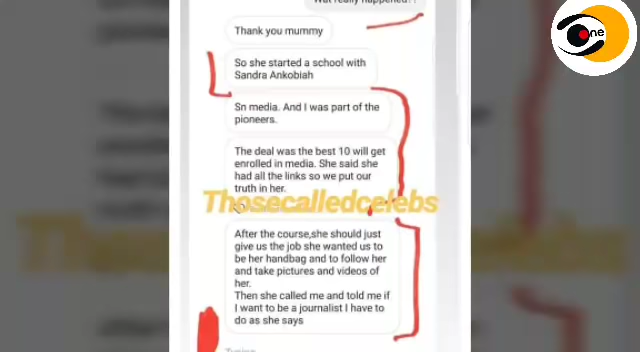 Wat really happened??
Thank you mummy
So she started a school with
Sandra Ankobiah
Sn media. And I was part of the
pioneers.
The deal was the best 10 will get
enrolled in media. She said she
had all the links so we put our
truth in her.
Thosecalledcelebs
After the course,she should just
give us the job she wanted us to
be her handbag and to follow her
and take pictures and videos of
her.
Then she called me and told me if
I want to be a journalist I have to
do as she says
one